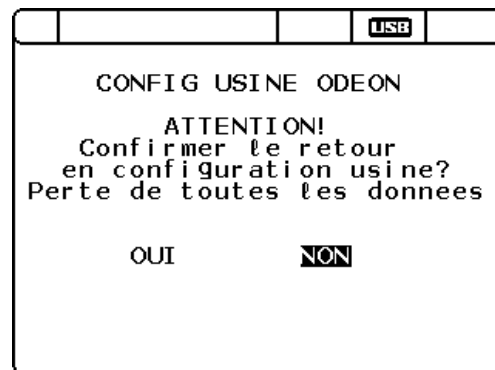 USB
CONFIG USINE ODEON
ATTENTION!
Confirmer le retour
en configuration usine?
Perte de toutes les donnees
OUI NON